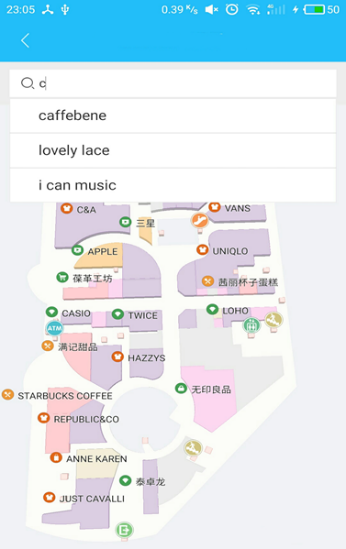 23:05 0.39 K/s 50
c
caffebene
lovely lace
i can music
C&A
VANS
三星
APPLE
UNIQLO
葆革工坊
茜丽杯子蛋糕
CASIO
TWICE
LOHO
ATM
满记甜品
HAZZYS
无印良品
STARBUCKS COFFEE
REPUBLIC&CO
ANNE KAREN
泰卓龙
JUST CAVALLI